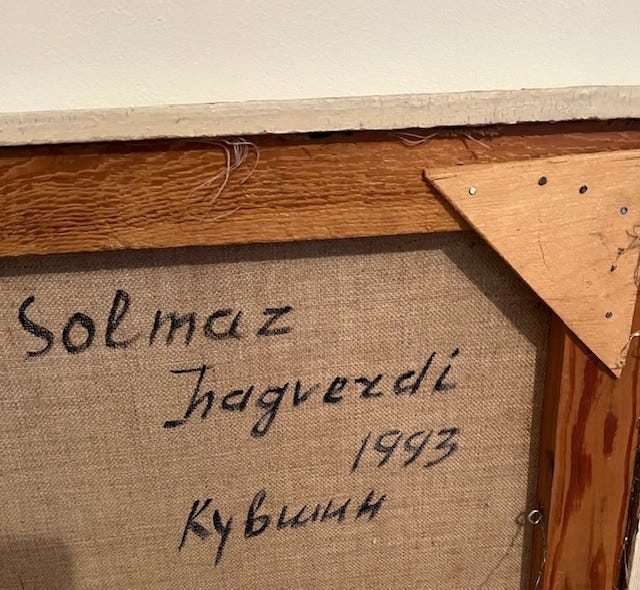 Solmaz
Ihagverdi
1993
Кувшин